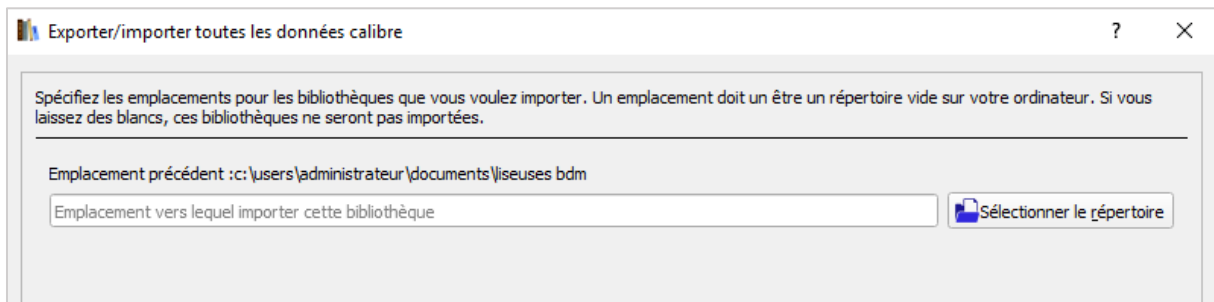 Exporter/importer toutes les données calibre ? ✕
Spécifiez les emplacements pour les bibliothèques que vous voulez importer. Un emplacement doit un être un répertoire vide sur votre ordinateur. Si vous
laissez des blancs, ces bibliothèques ne seront pas importées.
Emplacement précédent :c:\users\administrateur\documents\liseuses bdm
Emplacement vers lequel importer cette bibliothèque
Sélectionner le répertoire